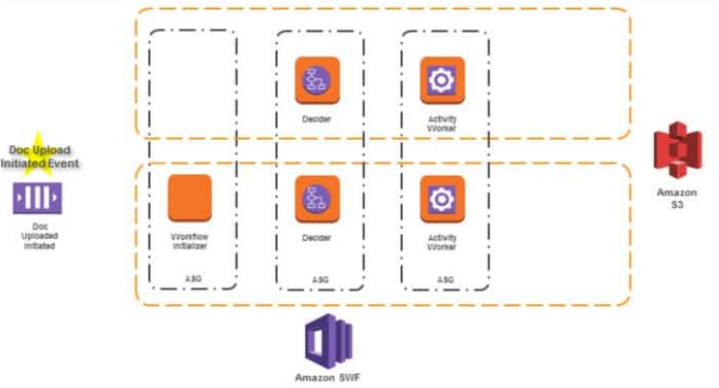 Decider
Activity
Worker
Doc Upload
Initiated Event
Doc
Uploaded
Initiated
Workflow
Initializer
ASG
Decider
ASG
Activity
Worker
ASG
Amazon
S3
Amazon SWF